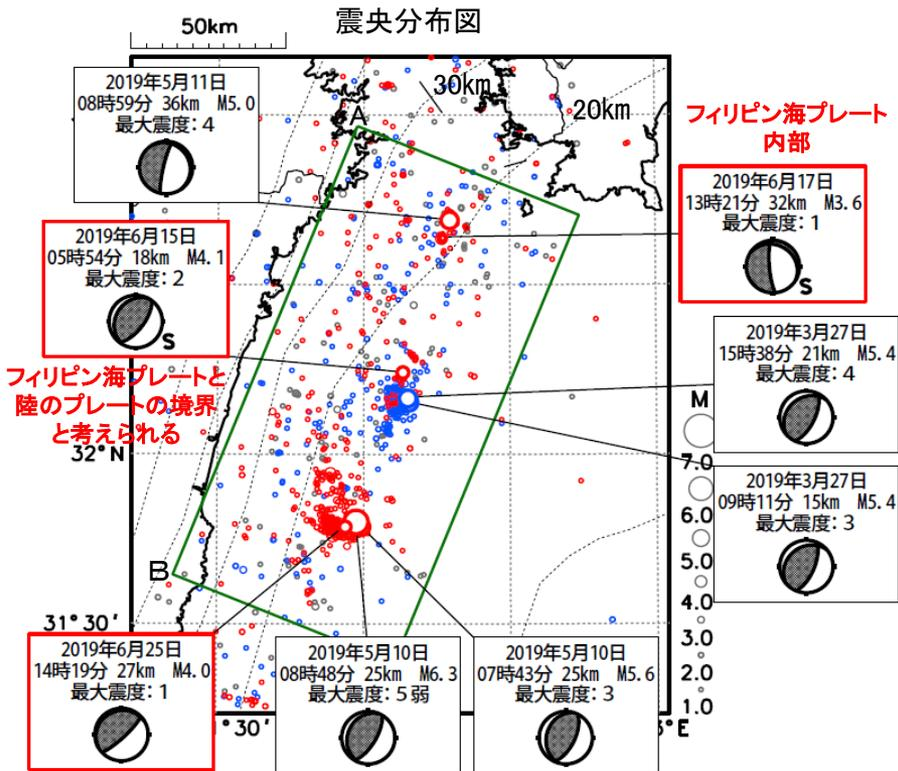 震央分布図
50km
30km
20km
A
B
2019年5月11日
08時59分 36km M5.0
最大震度：4
フィリピン海プレート
内部
2019年6月17日
13時21分 32km M3.6
最大震度：1
S
2019年6月15日
05時54分 18km M4.1
最大震度：2
S
フィリピン海プレートと
陸のプレートの境界
と考えられる
2019年3月27日
15時38分 21km M5.4
最大震度：4
2019年3月27日
09時11分 15km M5.4
最大震度：3
M
7.0
6.0
5.0
4.0
3.0
2.0
1.0
32°N
31°30′
2019年6月25日
14時19分 27km M4.0
最大震度：1
2019年5月10日
08時48分 25km M6.3
最大震度：5弱
2019年5月10日
07時43分 25km M5.6
最大震度：3
°30′
°E